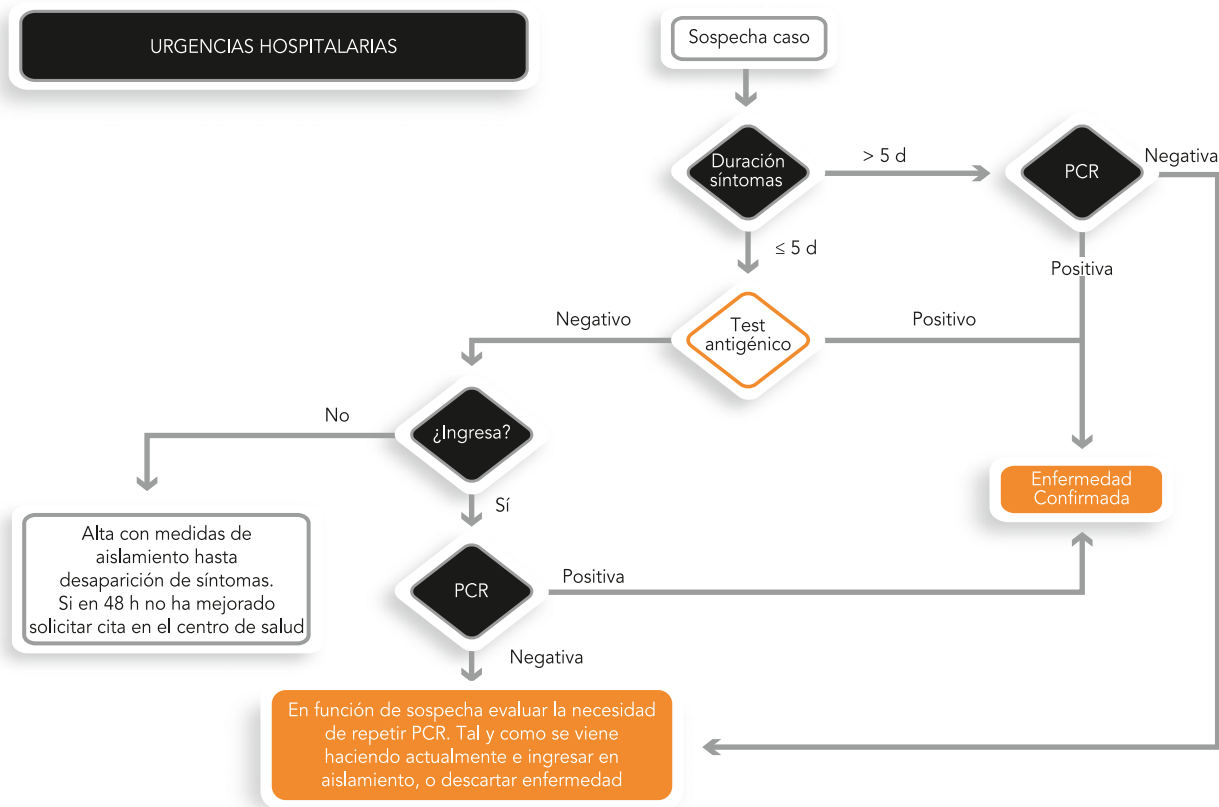 URGENCIAS HOSPITALARIAS
Sospecha caso
Duración
síntomas
> 5 d
PCR
Negativa
≤ 5 d
Positiva
Negativo
Test
antigénico
Positivo
No
¿Ingresa?
Sí
Enfermedad
Confirmada
Alta con medidas de
aislamiento hasta
desaparición de síntomas.
Si en 48 h no ha mejorado
solicitar cita en el centro de salud
PCR
Positiva
Negativa
En función de sospecha evaluar la necesidad
de repetir PCR. Tal y como se viene
haciendo actualmente e ingresar en
aislamiento, o descartar enfermedad